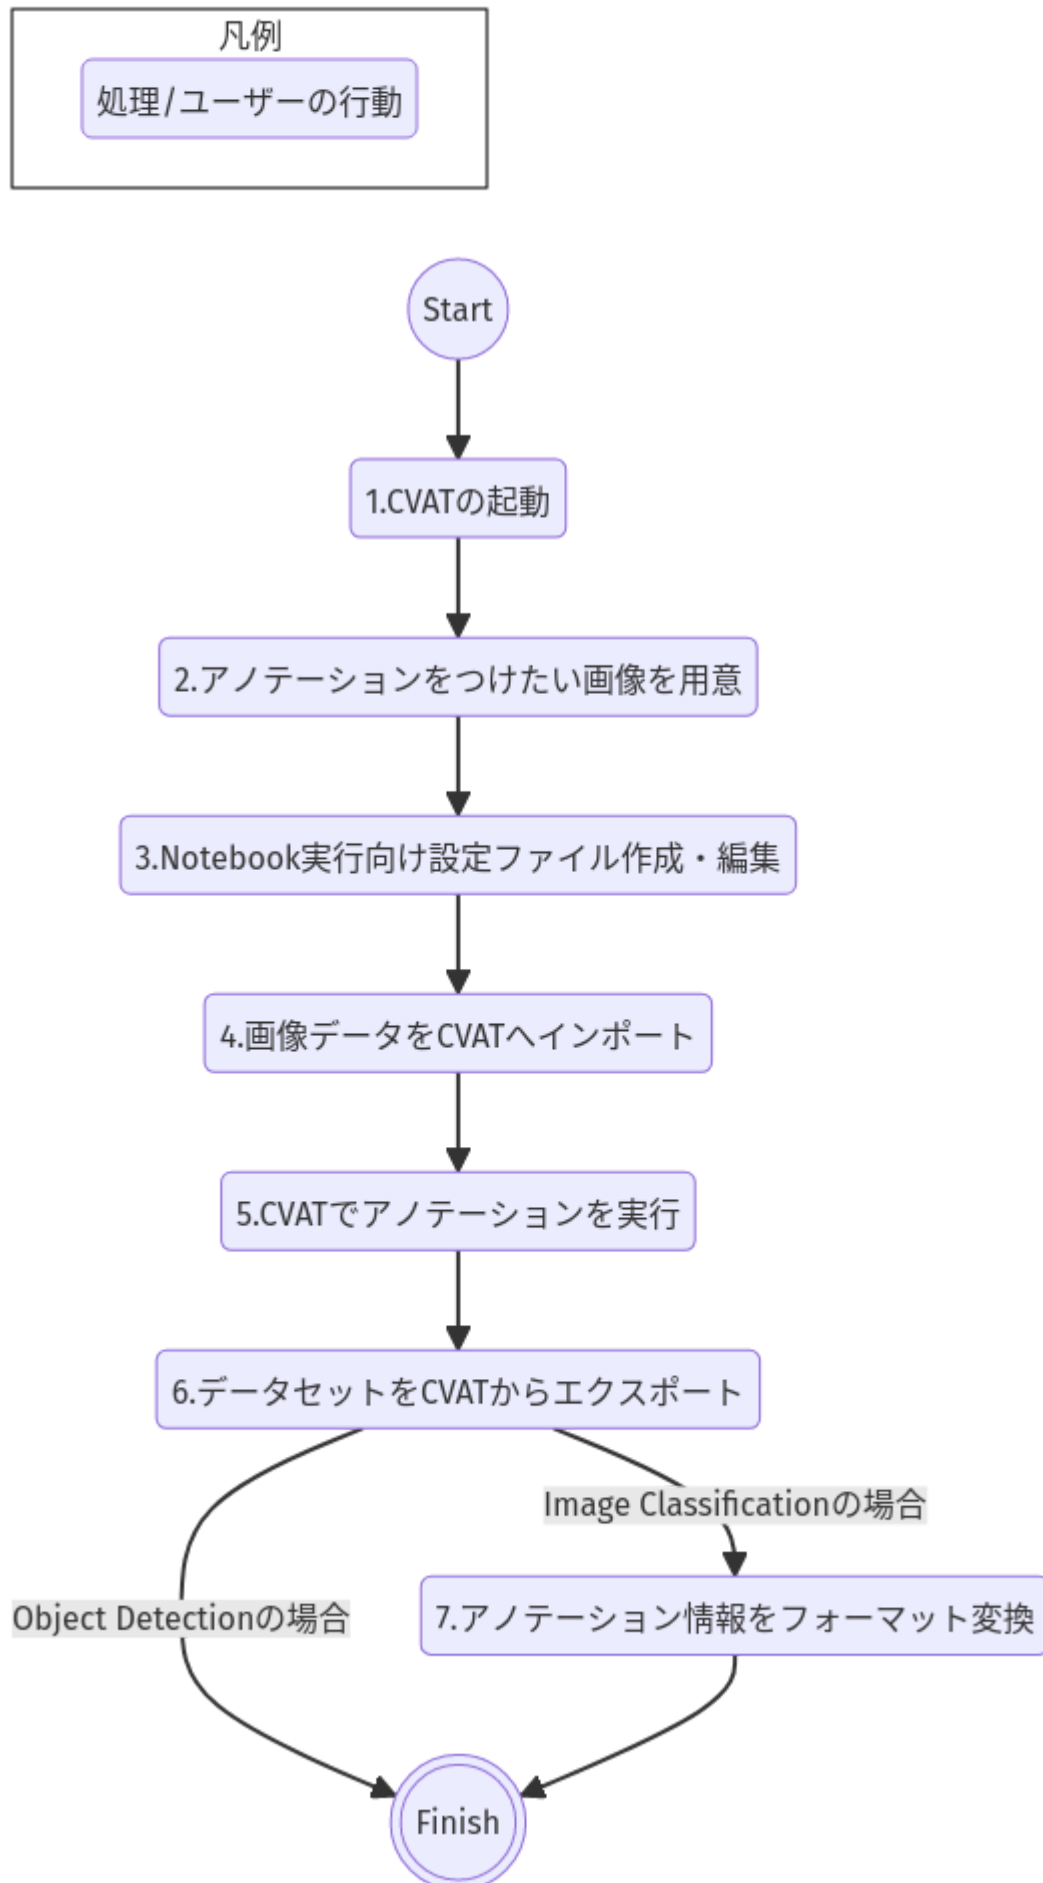 凡例
処理/ユーザーの行動
Start
1.CVATの起動
2.アノテーションをつけたい画像を用意
3.Notebook実行向け設定ファイル作成・編集
4.画像データをCVATへインポート
5.CVATでアノテーションを実行
6.データセットをCVATからエクスポート
Image Classificationの場合
Object Detectionの場合
7.アノテーション情報をフォーマット変換
Finish